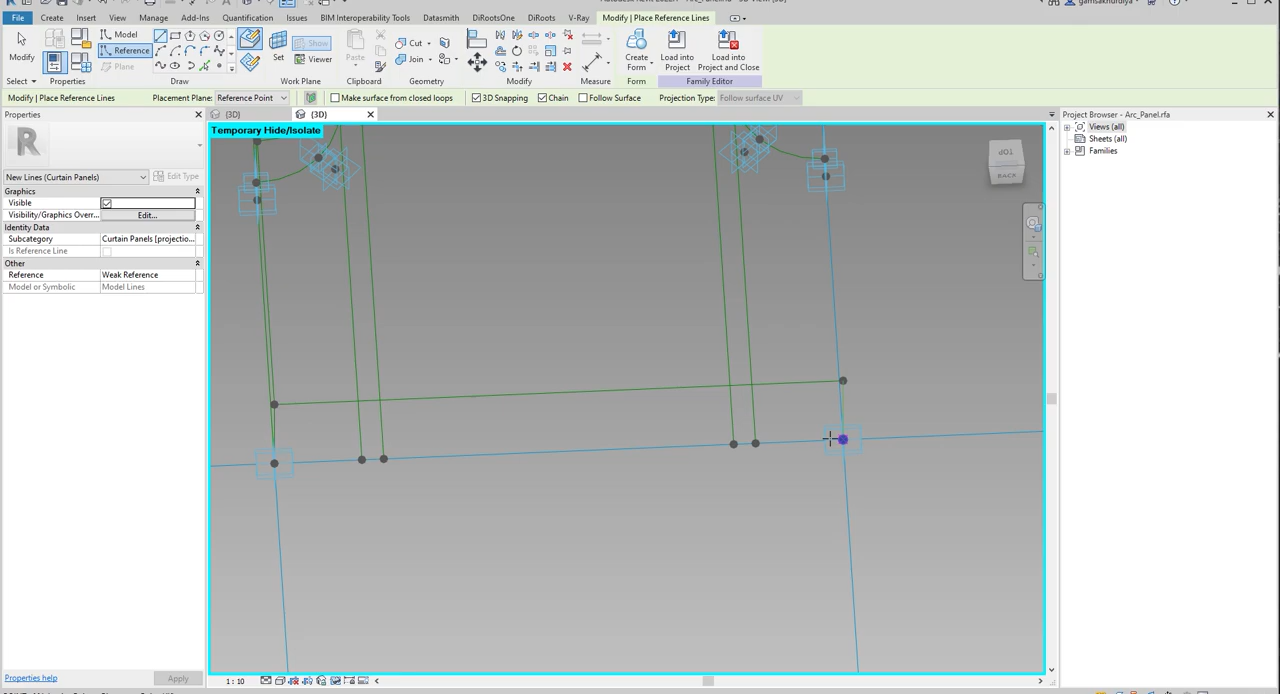 gamsakhurdiya
File Create Insert View Manage Add-Ins Quantification Issues BIM Interoperability Tools Datasmith DiRootsOne DiRoots V-Ray Modify | Place Reference Lines
Modify
Select
Properties
Model
Reference
Plane
Draw
Set
Show
Viewer
Work Plane
Paste
Clipboard
Cut
Join
Geometry
Modify
Measure
Create Form
Form
Load into Project
Load into Project and Close
Family Editor
Modify | Place Reference Lines Placement Plane: Reference Point Make surface from closed loops 3D Snapping Chain Follow Surface Projection Type: Follow surface UV
Properties
(3D)
(3D)
Project Browser - Arc_Panel.rfa
Temporary Hide/Isolate
Views (all)
Sheets (all)
Families
TOP
BACK
R
New Lines (Curtain Panels) Edit Type
Graphics
Visible
Visibility/Graphics Overr... Edit...
Identity Data
Subcategory Curtain Panels [projectio...
Is Reference Line
Other
Reference Weak Reference
Model or Symbolic Model Lines
Properties help Apply
1 : 10